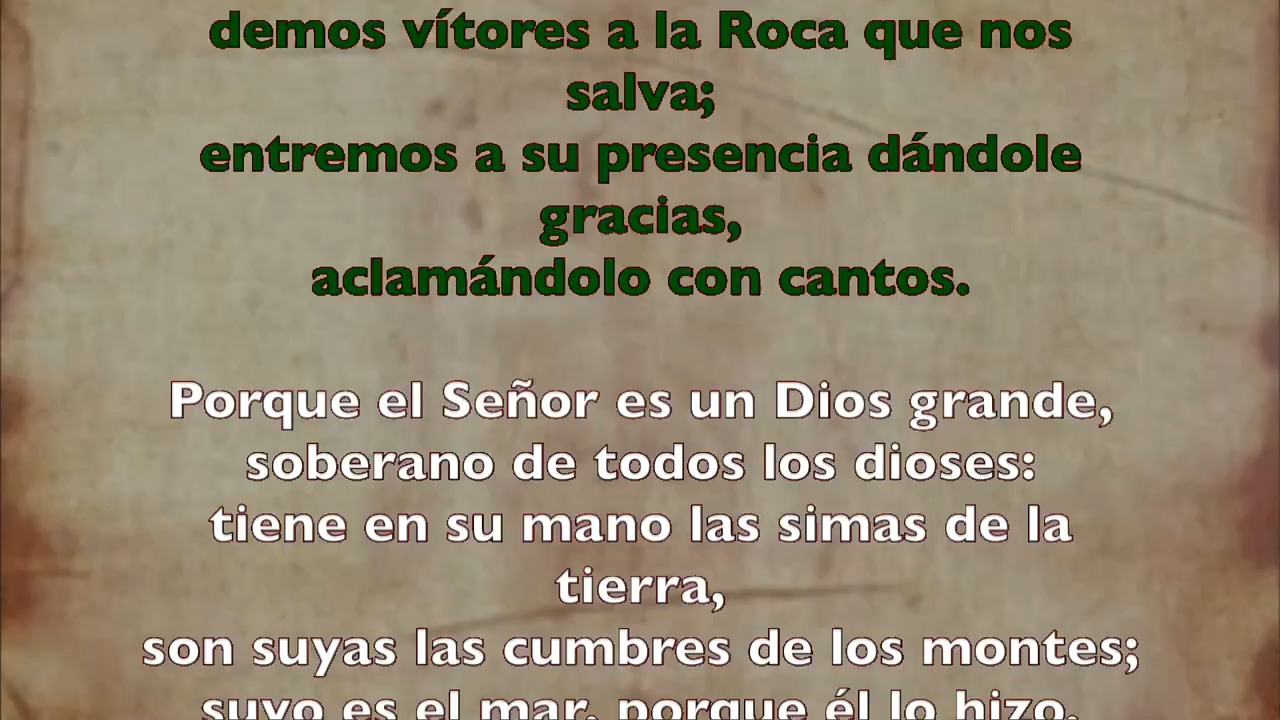 demos vítores a la Roca que nos
salva;
entremos a su presencia dándole
gracias,
aclamándolo con cantos.
Porque el Señor es un Dios grande,
soberano de todos los dioses:
tiene en su mano las simas de la
tierra,
son suyas las cumbres de los montes;
suyo es el mar, porque él lo hizo,